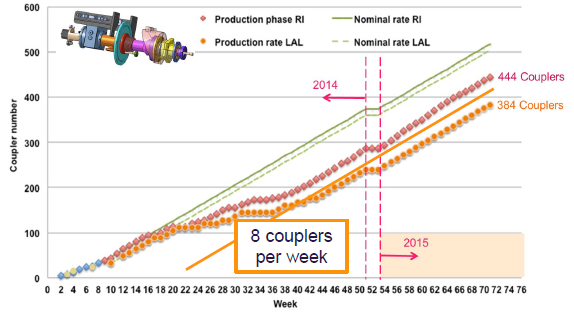 Production phase RI
Nominal rate RI
Production rate LAL
Nominal rate LAL
600
500
400
300
200
100
0
Coupler number
2014
444 Couplers
384 Couplers
8 couplers
per week
2015
0 2 4 6 8 10 12 14 16 18 20 22 24 26 28 30 32 34 36 38 40 42 44 46 48 50 52 54 56 58 60 62 64 66 68 70 72 74 76
Week